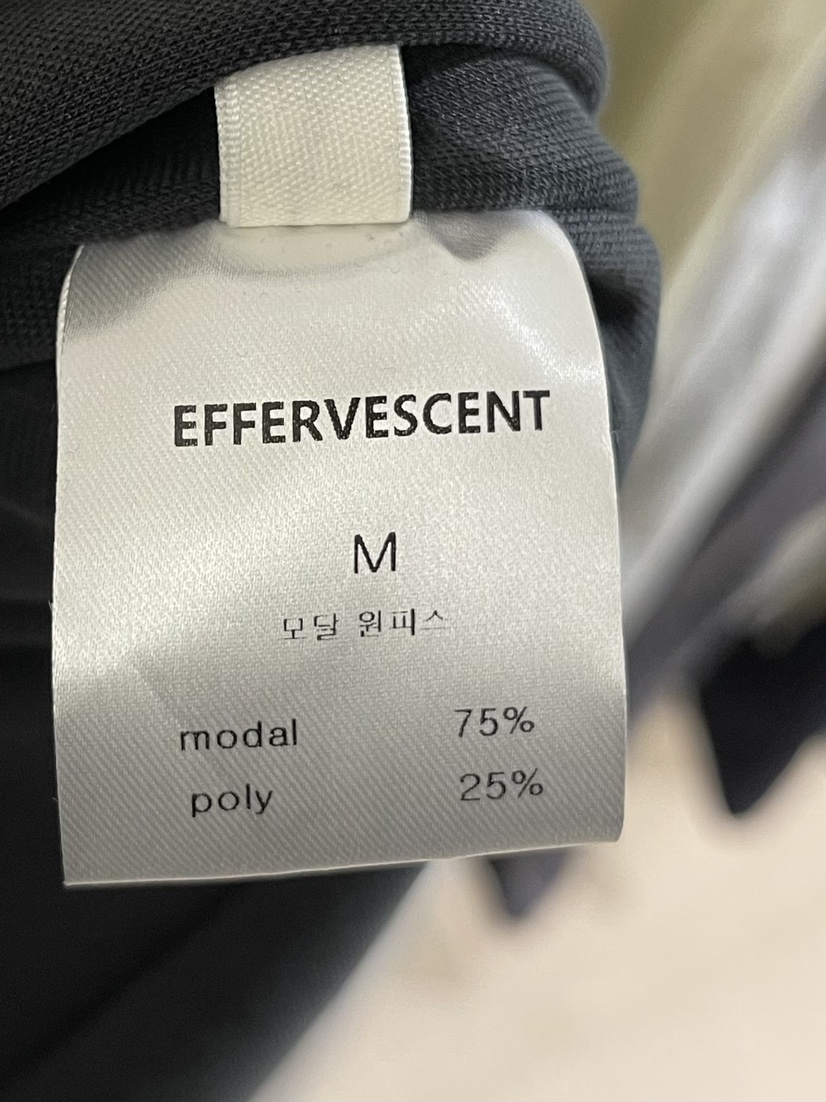 EFFERVESCENT
M
모달 원피스
modal 75%
poly 25%